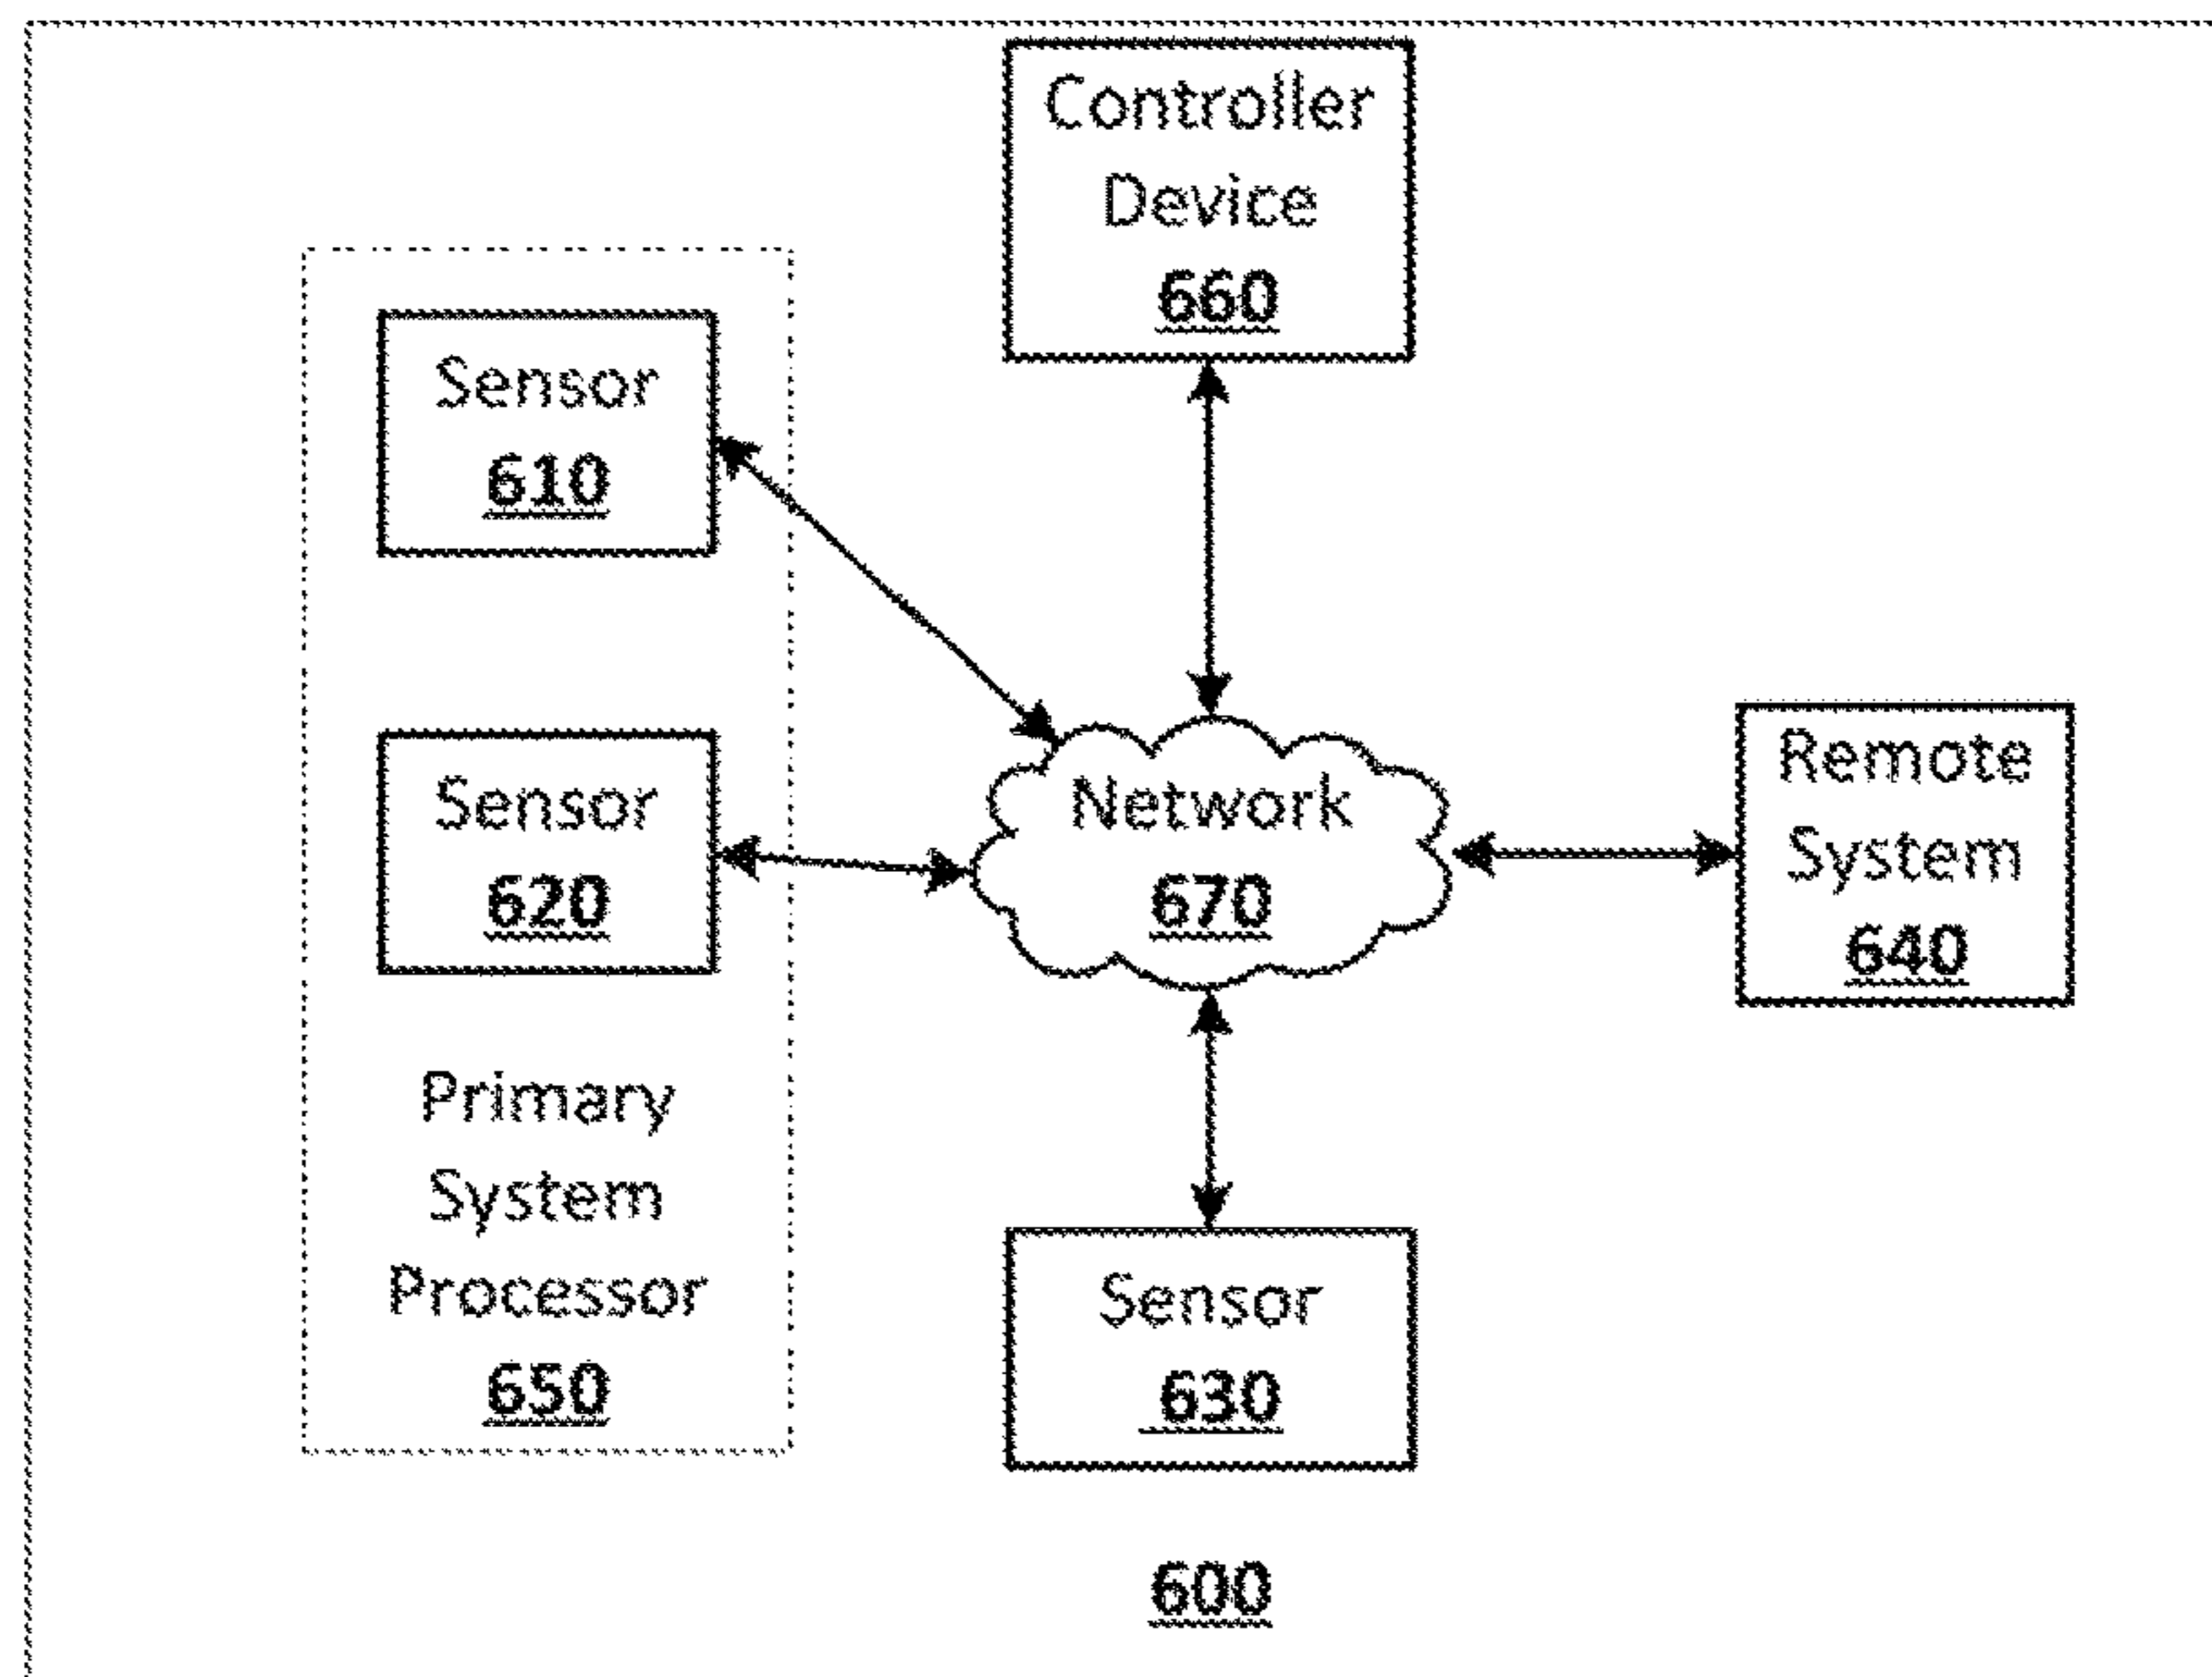 Controller
Device
660
Sensor
610
Sensor
620
Primary
System
Processor
650
Network
670
Remote
System
640
Sensor
630
600